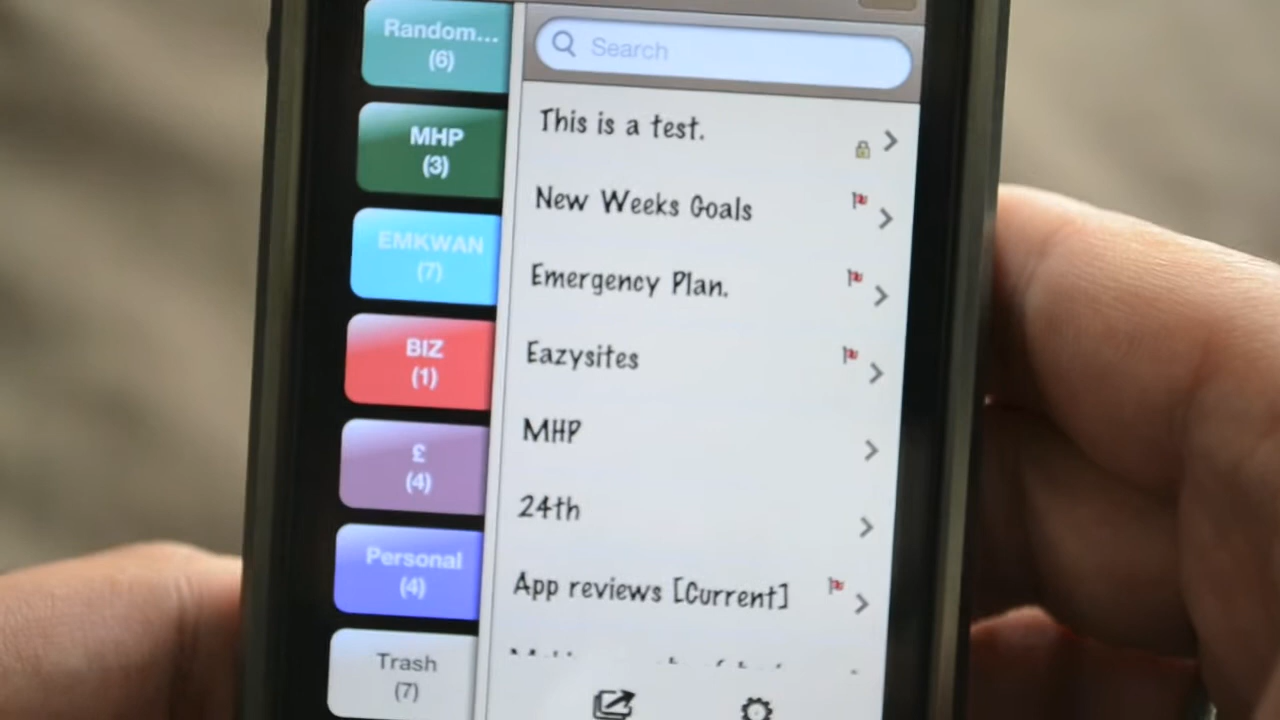 Random...
(6)
MHP
(3)
EMKWAN
(7)
BIZ
(1)
£
(4)
Personal
(4)
Trash
(7)
Search
This is a test.
New Weeks Goals
Emergency Plan.
Eazysites
MHP
24th
App reviews [Current]